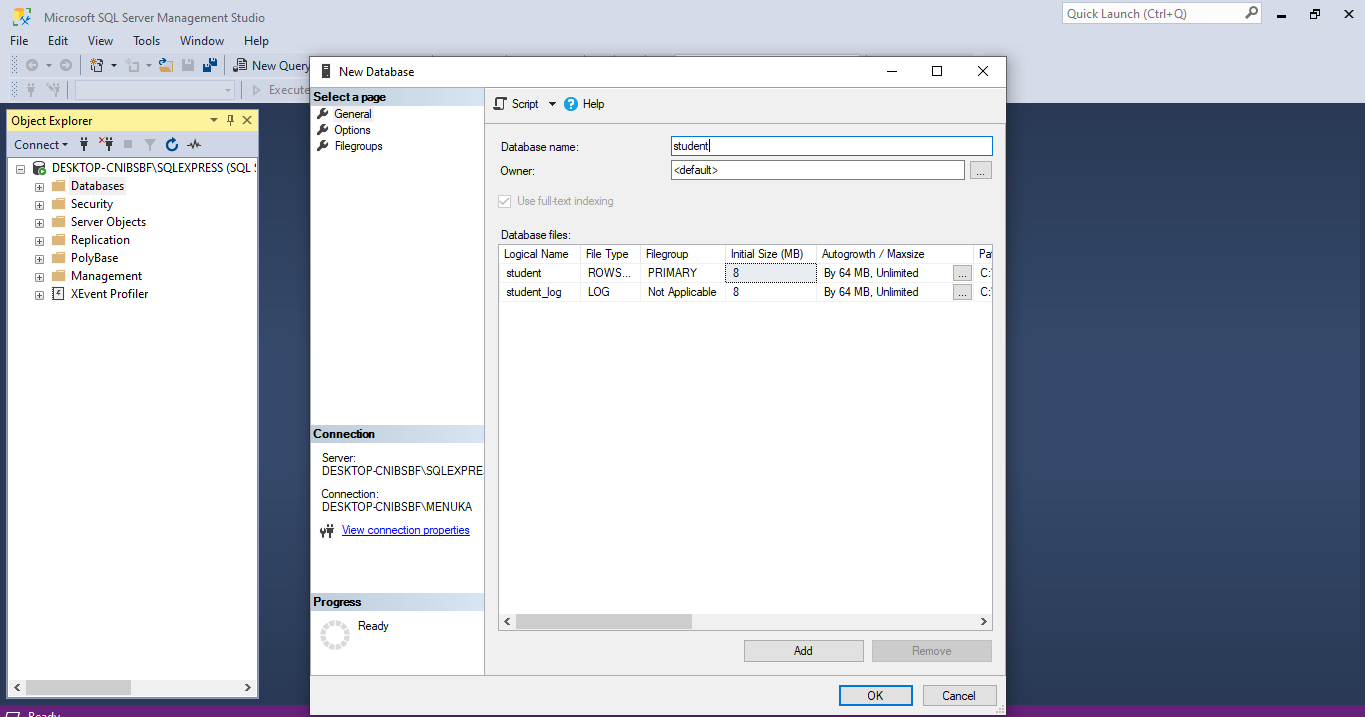 Microsoft SQL Server Management Studio
Quick Launch (Ctrl+Q)
File Edit View Tools Window Help
New Query
Execute
Object Explorer
Connect
DESKTOP-CNIBSBF\SQLEXPRESS (SQL
Databases
Security
Server Objects
Replication
PolyBase
Management
XEvent Profiler
New Database
Select a page
General
Options
Filegroups
Connection
Server:
DESKTOP-CNIBSBF\SQLEXPRE
Connection:
DESKTOP-CNIBSBF\MENUKA
View connection properties
Progress
Ready
Script Help
Database name: student
Owner: <default> ...
Use full-text indexing
Database files:
Logical Name File Type Filegroup Initial Size (MB) Autogrowth / Maxsize Pa
student ROWS... PRIMARY 8 By 64 MB, Unlimited ... C:\
student_log LOG Not Applicable 8 By 64 MB, Unlimited ... C:\
Add Remove
OK Cancel
Ready